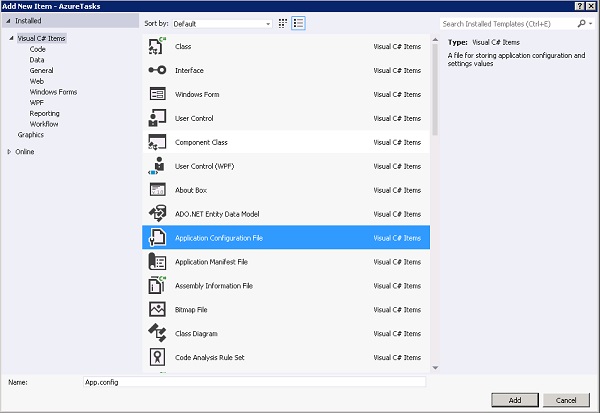 Add New Item - AzureTasks
Installed
Sort by: Default
Search Installed Templates (Ctrl+E)
Visual C# Items
Code
Data
General
Web
Windows Forms
WPF
Reporting
Workflow
Graphics
Online
Class Visual C# Items
Interface Visual C# Items
Windows Form Visual C# Items
User Control Visual C# Items
Component Class Visual C# Items
User Control (WPF) Visual C# Items
About Box Visual C# Items
ADO.NET Entity Data Model Visual C# Items
Application Configuration File Visual C# Items
Application Manifest File Visual C# Items
Assembly Information File Visual C# Items
Bitmap File Visual C# Items
Class Diagram Visual C# Items
Code Analysis Rule Set Visual C# Items
Type: Visual C# Items
A file for storing application configuration and
settings values
Name: App.config
Add Cancel